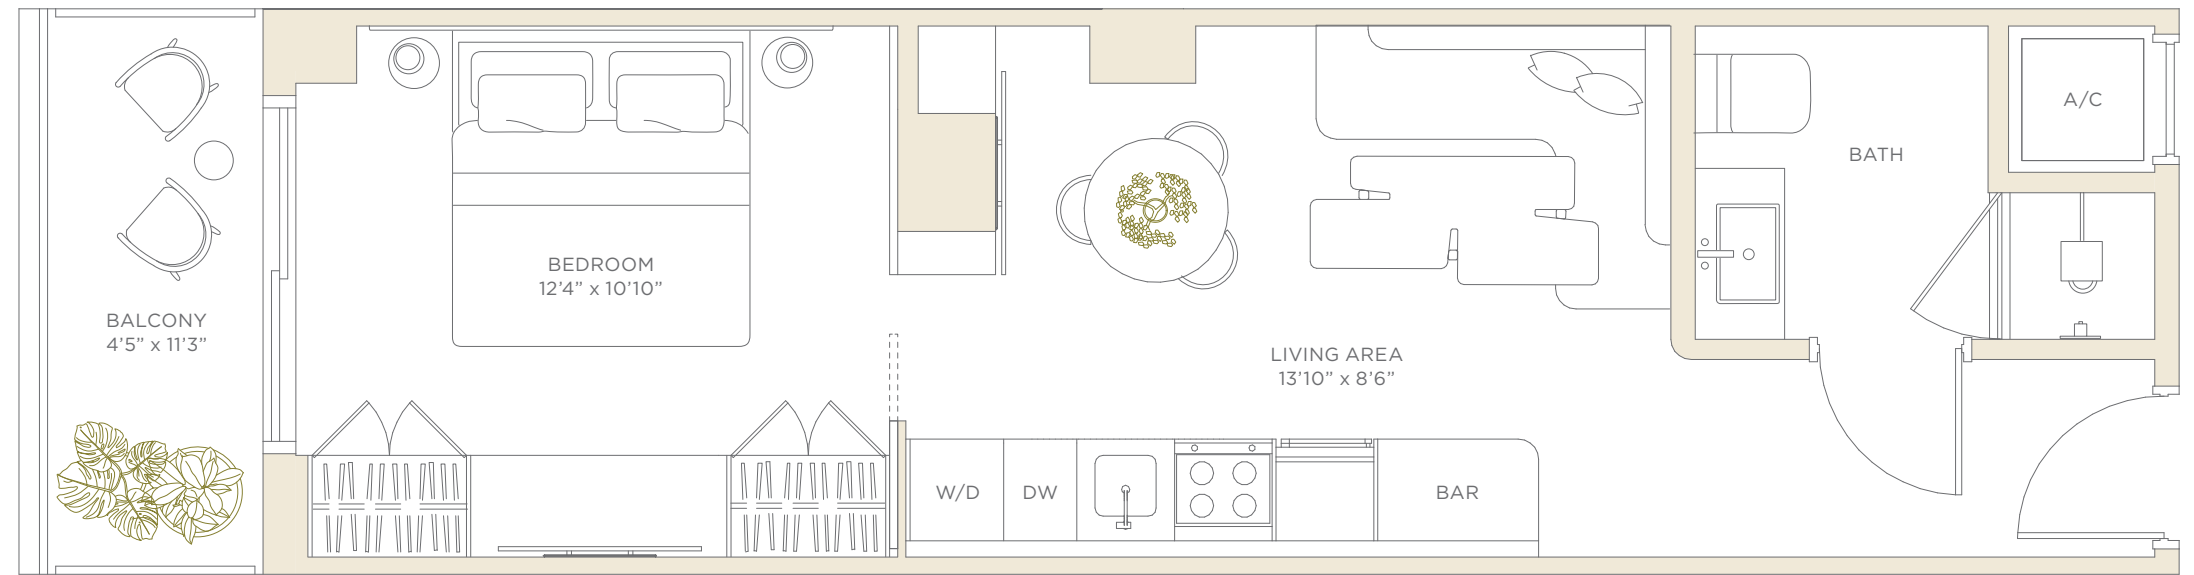 BALCONY
4’5” x 11’3”
BEDROOM
12’4” x 10’10”
LIVING AREA
13’10” x 8’6”
W/D
DW
BAR
BATH
A/C